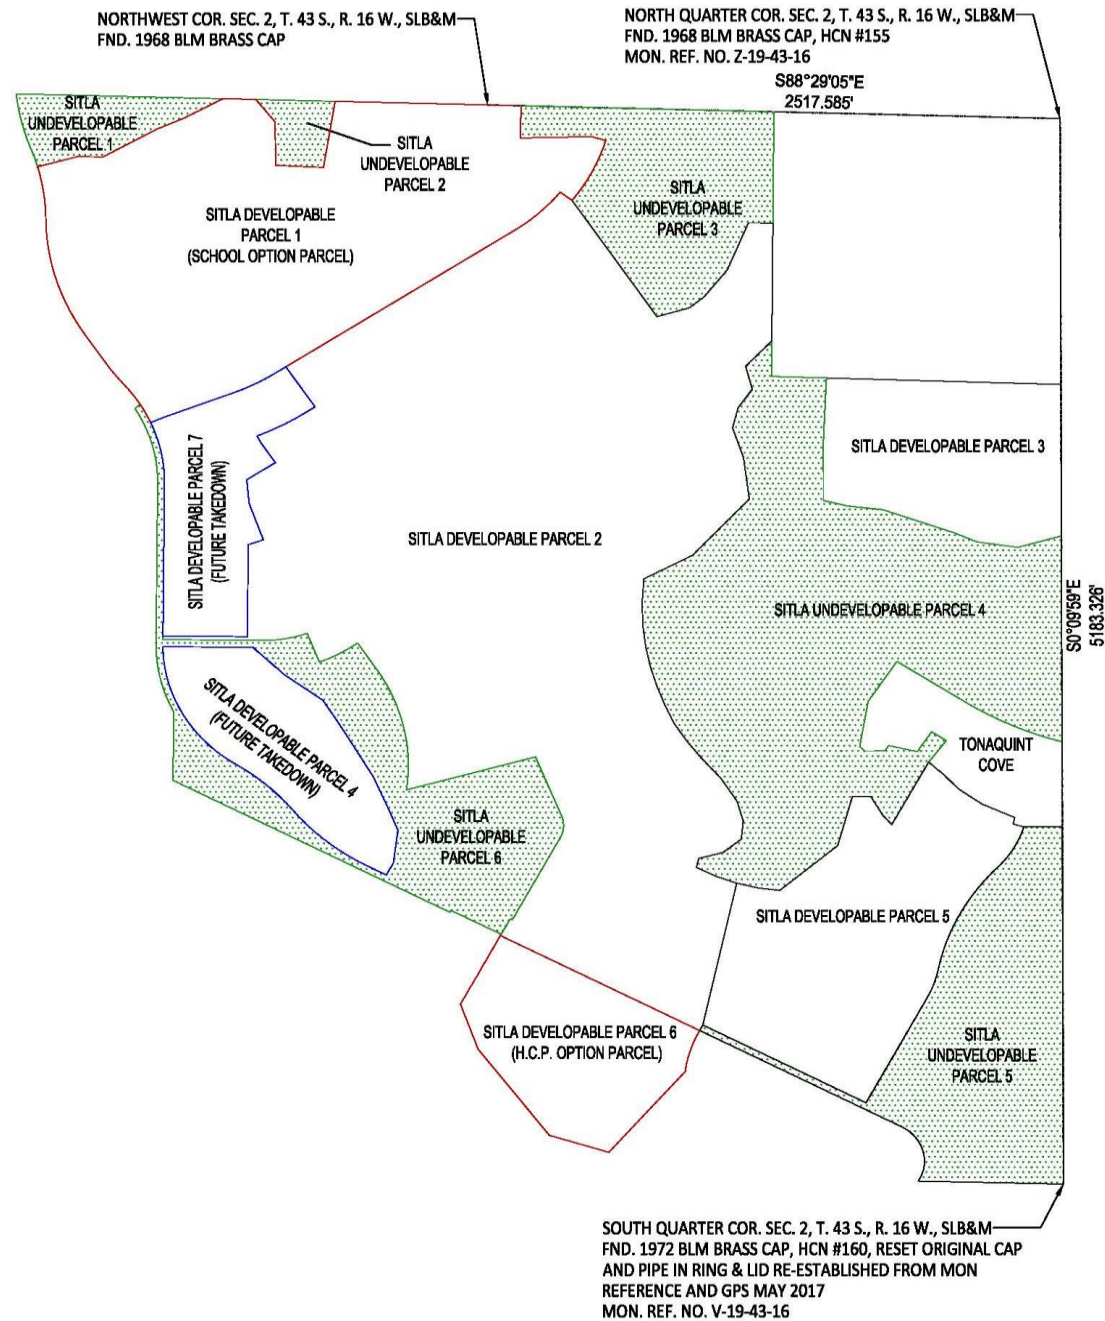 NORTHWEST COR. SEC. 2, T. 43 S., R. 16 W., SLB&M
FND. 1968 BLM BRASS CAP
NORTH QUARTER COR. SEC. 2, T. 43 S., R. 16 W., SLB&M
FND. 1968 BLM BRASS CAP, HCN #155
MON. REF. NO. Z-19-43-16
S88°29'05"E
2517.585'
SITLA
UNDEVELOPABLE
PARCEL 1
SITLA
UNDEVELOPABLE
PARCEL 2
SITLA DEVELOPABLE
PARCEL 1
(SCHOOL OPTION PARCEL)
SITLA
UNDEVELOPABLE
PARCEL 3
SITLA DEVELOPABLE PARCEL 3
SITLA DEVELOPABLE PARCEL 7
(FUTURE TAKEDOWN)
SITLA DEVELOPABLE PARCEL 2
SITLA UNDEVELOPABLE PARCEL 4
S0°09'59"E
5183.326'
SITLA DEVELOPABLE PARCEL 4
(FUTURE TAKEDOWN)
TONAQUINT
COVE
SITLA
UNDEVELOPABLE
PARCEL 6
SITLA DEVELOPABLE PARCEL 5
SITLA DEVELOPABLE PARCEL 6
(H.C.P. OPTION PARCEL)
SITLA
UNDEVELOPABLE
PARCEL 5
SOUTH QUARTER COR. SEC. 2, T. 43 S., R. 16 W., SLB&M
FND. 1972 BLM BRASS CAP, HCN #160, RESET ORIGINAL CAP
AND PIPE IN RING & LID RE-ESTABLISHED FROM MON
REFERENCE AND GPS MAY 2017
MON. REF. NO. V-19-43-16